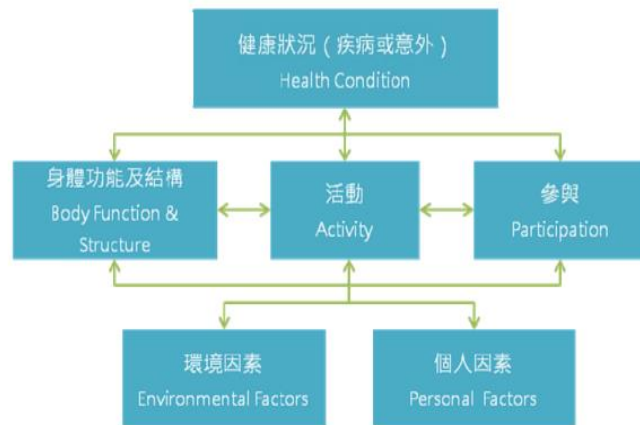 健康狀況（疾病或意外）
Health Condition
身體功能及結構
Body Function &
Structure
活動
Activity
參與
Participation
環境因素
Environmental Factors
個人因素
Personal Factors